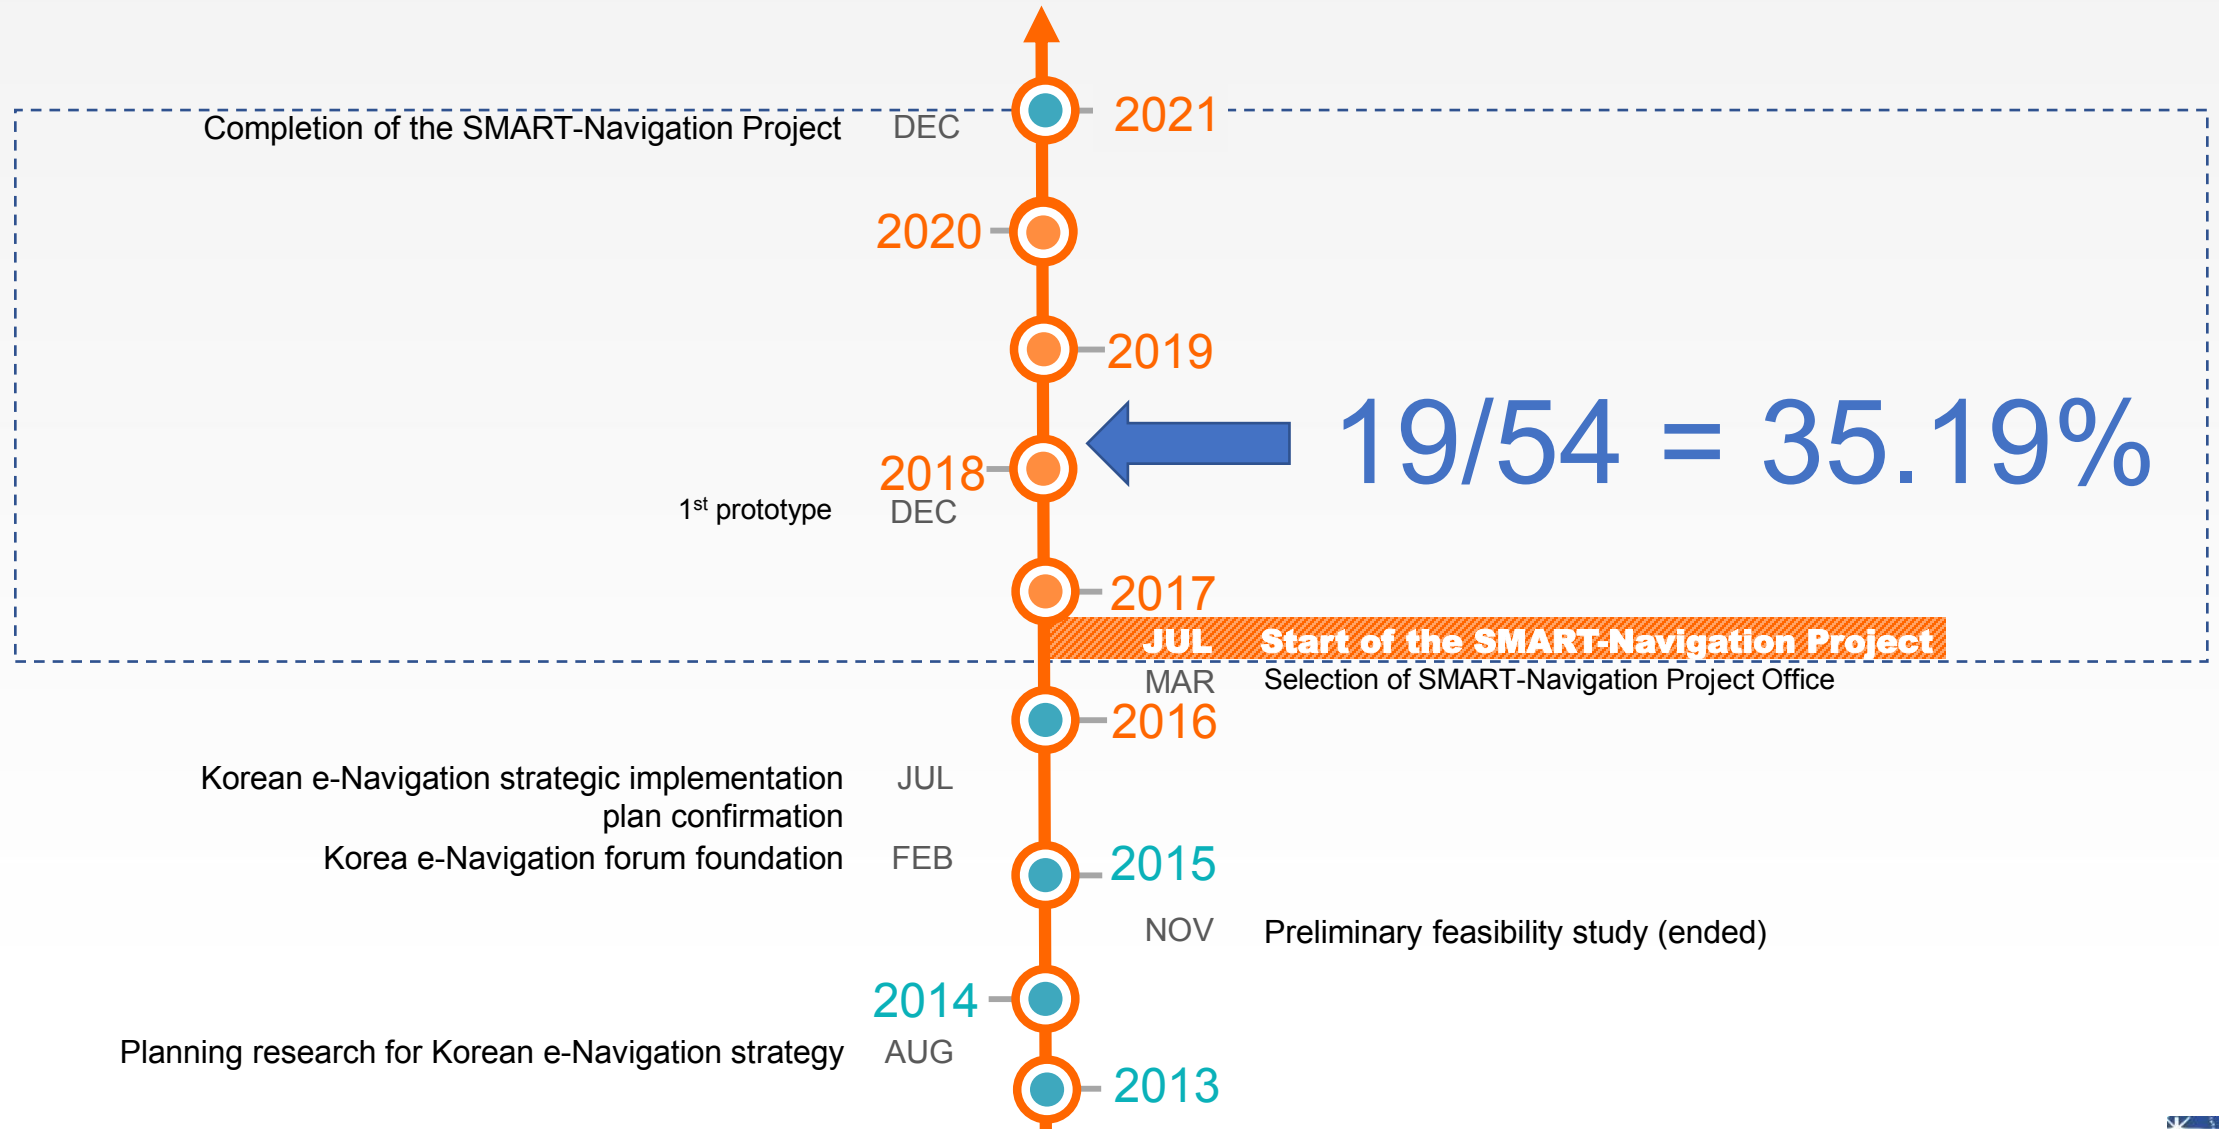 Completion of the SMART-Navigation Project DEC 2021
2020
2019
19/54 = 35.19%
2018
1st prototype DEC
2017
JUL Start of the SMART-Navigation Project
MAR Selection of SMART-Navigation Project Office
2016
Korean e-Navigation strategic implementation JUL
plan confirmation
Korea e-Navigation forum foundation FEB 2015
NOV Preliminary feasibility study (ended)
2014
Planning research for Korean e-Navigation strategy AUG
2013